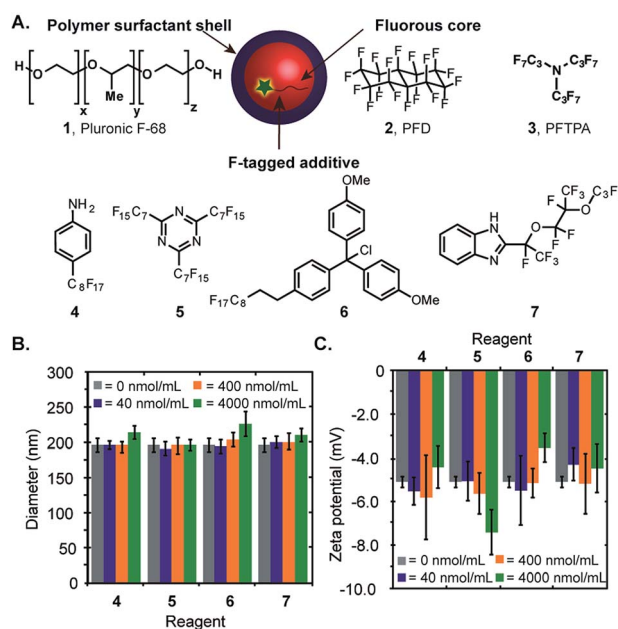 A.
Polymer surfactant shell
Fluorous core
H O O Me O O H
x y z
1, Pluronic F-68
F F F F F F F F F F F F F F F F F F
2, PFD
F₇C₃ N C₃F₇
C₃F₇
3, PFTPA
F-tagged additive
NH₂
C₈F₁₇
4
F₁₅C₇ N C₇F₁₅
N N
C₇F₁₅
5
OMe
Cl
F₁₇C₈
OMe
6
H
N
N
F CF₃
O
F F
F CF₃
O C₃F₇
7
B.
Diameter (nm)
300
250
200
150
100
50
0
= 0 nmol/mL = 400 nmol/mL
= 40 nmol/mL = 4000 nmol/mL
4 5 6 7
Reagent
C.
Reagent
4 5 6 7
Zeta potential (mV)
0
-2.0
-4.0
-6.0
-8.0
-10.0
= 0 nmol/mL = 400 nmol/mL
= 40 nmol/mL = 4000 nmol/mL